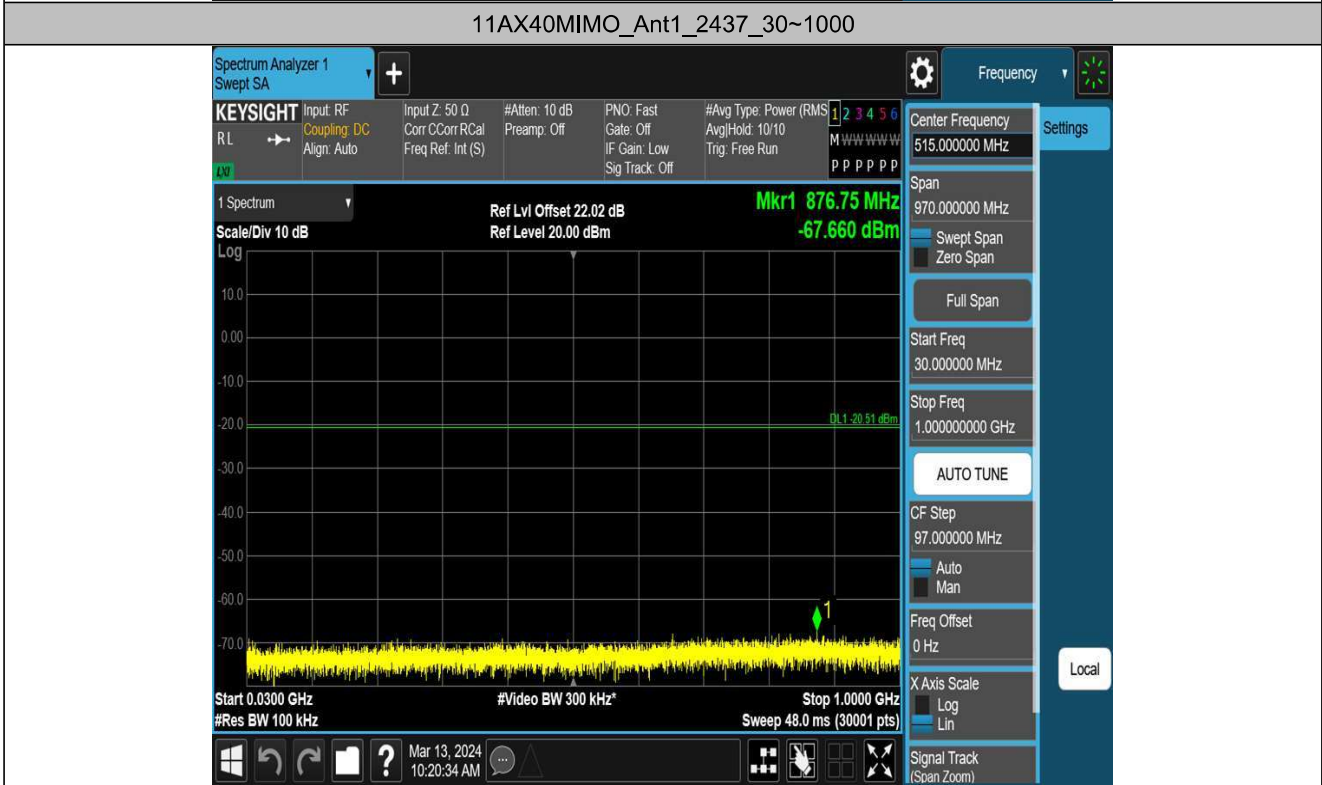 11AX40MIMO_Ant1_2437_30~1000
Spectrum Analyzer 1
Swept SA
+
Frequency
KEYSIGHT
RL
LXI
Input: RF
Coupling: DC
Align: Auto
Input Z: 50 Ω
Corr CCorr RCal
Freq Ref: Int (S)
#Atten: 10 dB
Preamp: Off
PNO: Fast
Gate: Off
IF Gain: Low
Sig Track: Off
#Avg Type: Power (RMS
Avg|Hold: 10/10
Trig: Free Run
1 2 3 4 5 6
M W W W W W
P P P P P P
1 Spectrum
Scale/Div 10 dB
Log
Ref Lvl Offset 22.02 dB
Ref Level 20.00 dBm
Mkr1 876.75 MHz
-67.660 dBm
10.0
0.00
-10.0
-20.0
DL1 -20.51 dBm
-30.0
-40.0
-50.0
-60.0
1
-70.0
Start 0.0300 GHz
#Res BW 100 kHz
#Video BW 300 kHz*
Stop 1.0000 GHz
Sweep 48.0 ms (30001 pts)
Center Frequency
515.000000 MHz
Settings
Span
970.000000 MHz
Swept Span
Zero Span
Full Span
Start Freq
30.000000 MHz
Stop Freq
1.000000000 GHz
AUTO TUNE
CF Step
97.000000 MHz
Auto
Man
Freq Offset
0 Hz
X Axis Scale
Log
Lin
Local
Signal Track
(Span Zoom)
?
Mar 13, 2024
10:20:34 AM